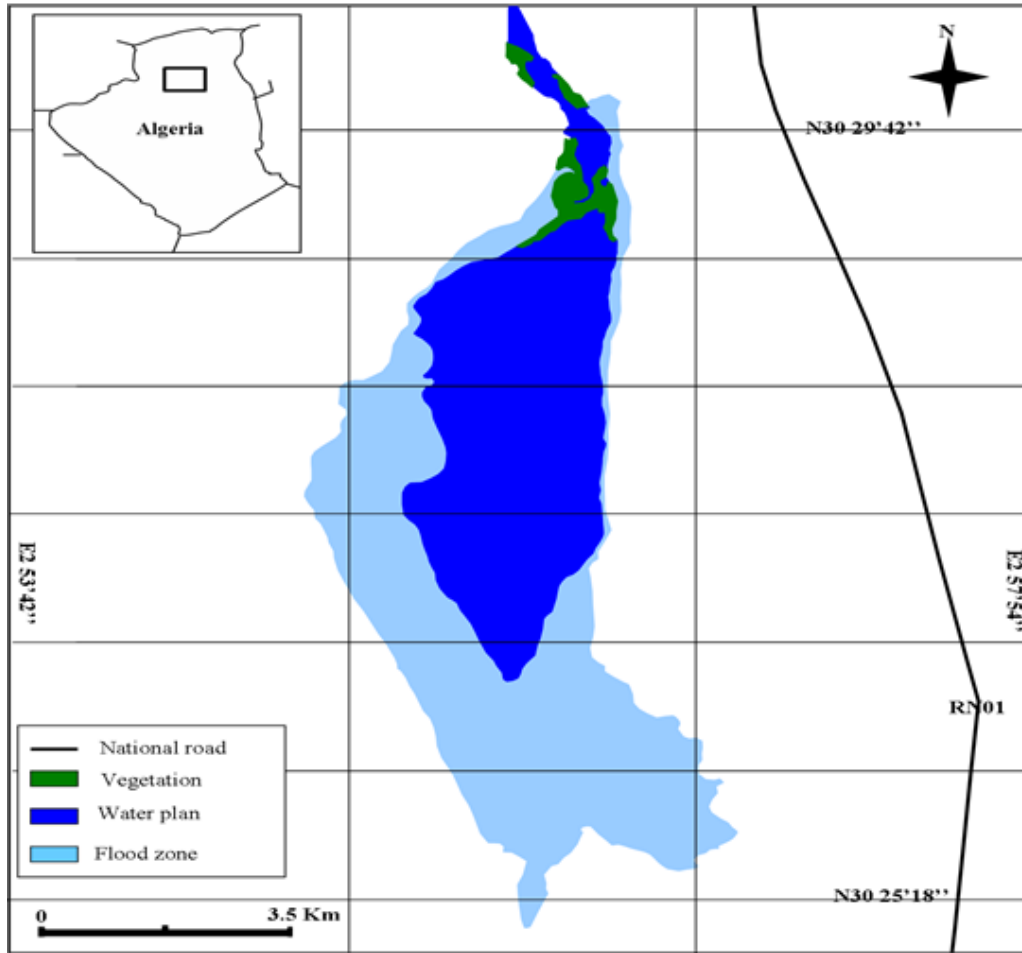 N
Algeria
N30 29'42''
E2 53'42''
E2 57'54''
RN01
National road
Vegetation
Water plan
Flood zone
N30 25'18''
0 3.5 Km